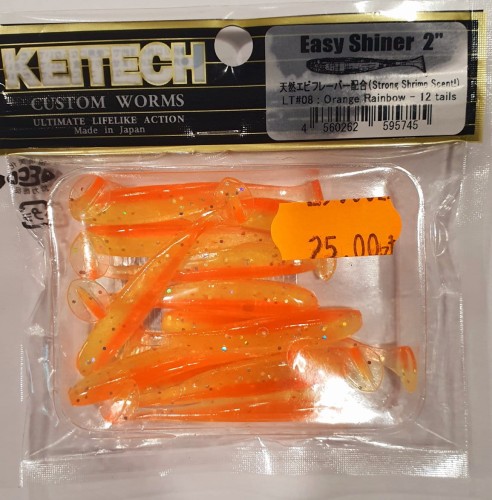 KEITECH
CUSTOM WORMS
ULTIMATE LIFELIKE ACTION
Made in Japan
Easy Shiner 2"
天然エビフレーバー配合(Strong Shrimp Scent!)
LT#08 : Orange Rainbow - 12 tails
4 560262 595745
25.00zł